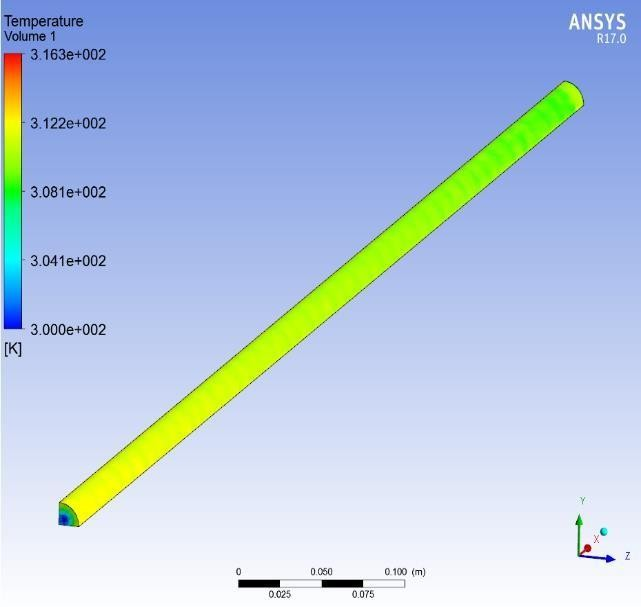 Temperature
Volume 1
3.163e+002
3.122e+002
3.081e+002
3.041e+002
3.000e+002
[K]
ANSYS
R17.0
Y
X
Z
0 0.050 0.100 (m)
0.025 0.075